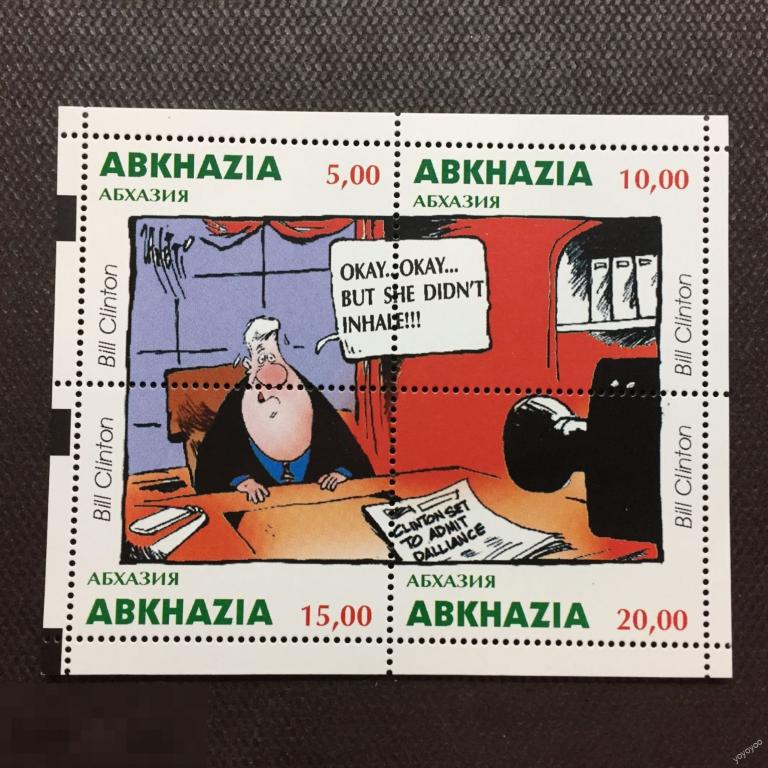 ABKHAZIA 5,00
АБХАЗИЯ
ABKHAZIA 10,00
АБХАЗИЯ
Bill Clinton
Bill Clinton
OKAY...OKAY...
BUT SHE DIDN'T
INHALE!!!
Bill Clinton
Bill Clinton
CLINTON SET
TO ADMIT
DALLIANCE
АБХАЗИЯ
ABKHAZIA 15,00
АБХАЗИЯ
ABKHAZIA 20,00
yoyoyoo